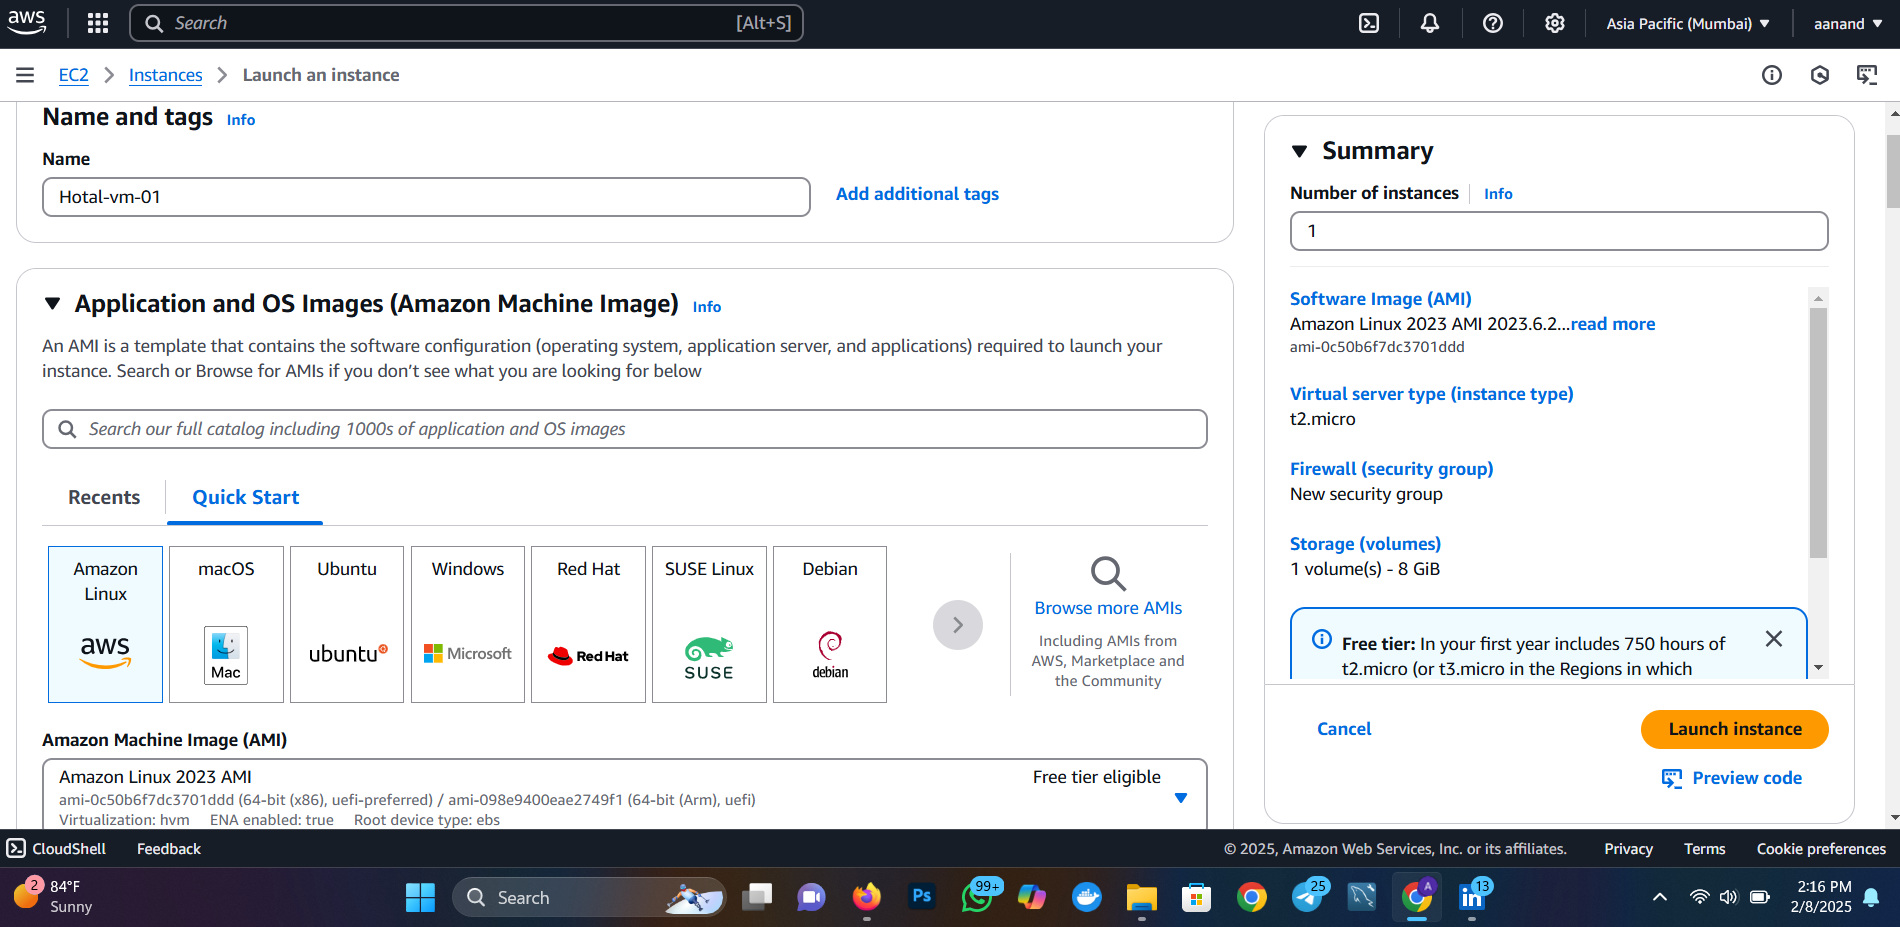 aws
Search
[Alt+S]
Asia Pacific (Mumbai)
aanand
EC2
Instances
Launch an instance
Name and tags
Info
Name
Hotal-vm-01
Add additional tags
Application and OS Images (Amazon Machine Image)
Info
An AMI is a template that contains the software configuration (operating system, application server, and applications) required to launch your
instance. Search or Browse for AMIs if you don’t see what you are looking for below
Search our full catalog including 1000s of application and OS images
Recents
Quick Start
Amazon
Linux
aws
macOS
Mac
Ubuntu
ubuntu
Windows
Microsoft
Red Hat
Red Hat
SUSE Linux
SUSE
Debian
debian
Browse more AMIs
Including AMIs from
AWS, Marketplace and
the Community
Amazon Machine Image (AMI)
Amazon Linux 2023 AMI
Free tier eligible
ami-0c50b6f7dc3701ddd (64-bit (x86), uefi-preferred) / ami-098e9400eae2749f1 (64-bit (Arm), uefi)
Virtualization: hvm ENA enabled: true Root device type: ebs
Summary
Number of instances
Info
1
Software Image (AMI)
Amazon Linux 2023 AMI 2023.6.2...read more
ami-0c50b6f7dc3701ddd
Virtual server type (instance type)
t2.micro
Firewall (security group)
New security group
Storage (volumes)
1 volume(s) - 8 GiB
Free tier: In your first year includes 750 hours of
t2.micro (or t3.micro in the Regions in which
Cancel
Launch instance
Preview code
CloudShell
Feedback
© 2025, Amazon Web Services, Inc. or its affiliates.
Privacy
Terms
Cookie preferences
2
84°F
Sunny
Search
Ps
99+
25
A
in
13
2:16 PM
2/8/2025